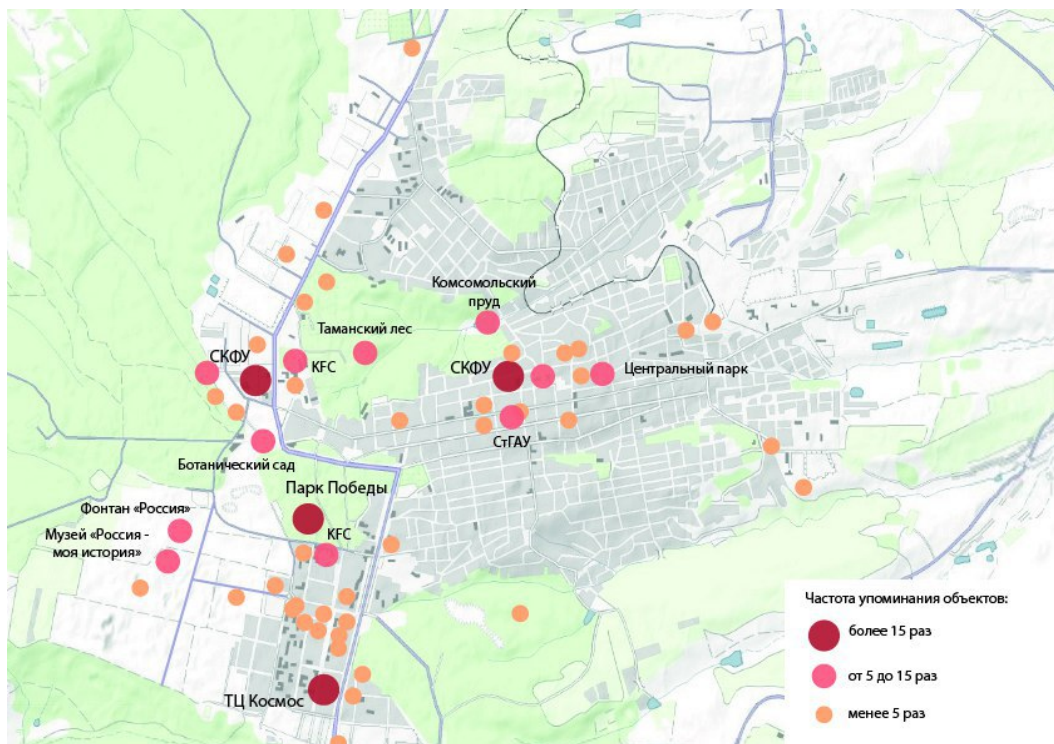 Комсомольский
пруд
Таманский лес
СКФУ
KFC
СКФУ
Центральный парк
СтГАУ
Ботанический сад
Парк Победы
Фонтан «Россия»
KFC
Музей «Россия -
моя история»
ТЦ Космос
Частота упоминания объектов:
более 15 раз
от 5 до 15 раз
менее 5 раз